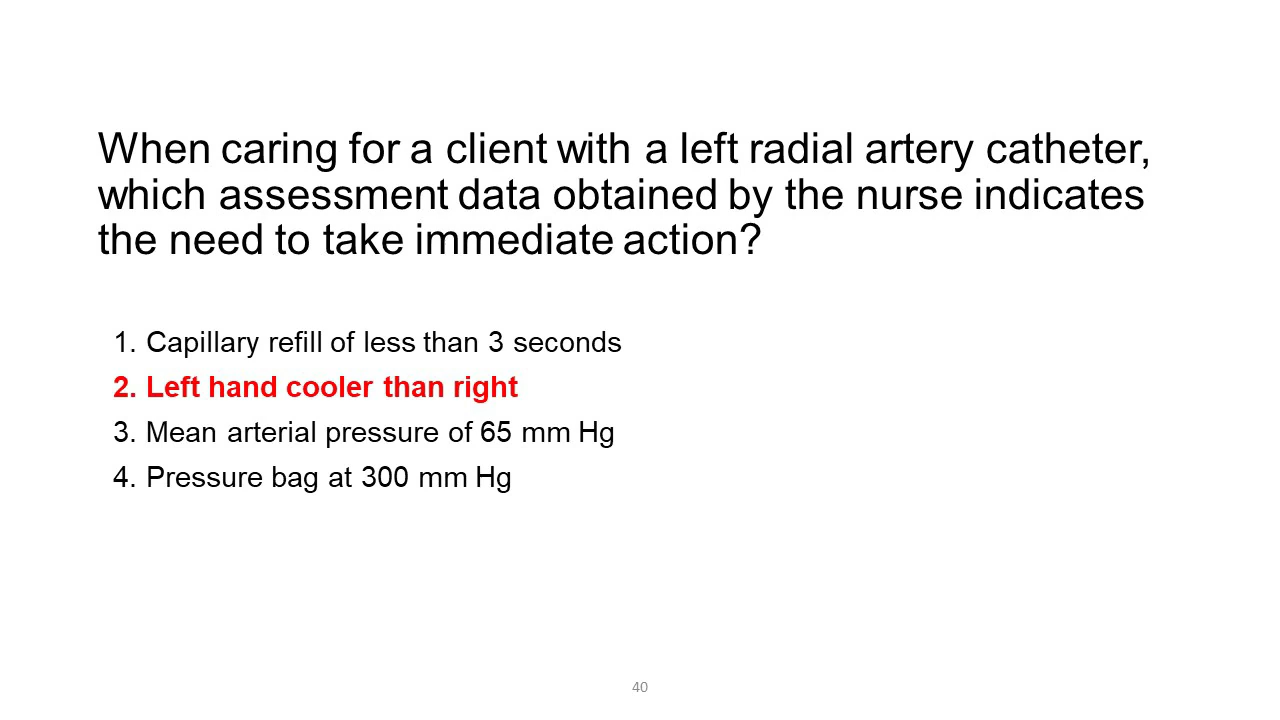 When caring for a client with a left radial artery catheter,
which assessment data obtained by the nurse indicates
the need to take immediate action?
1. Capillary refill of less than 3 seconds
2. Left hand cooler than right
3. Mean arterial pressure of 65 mm Hg
4. Pressure bag at 300 mm Hg
40